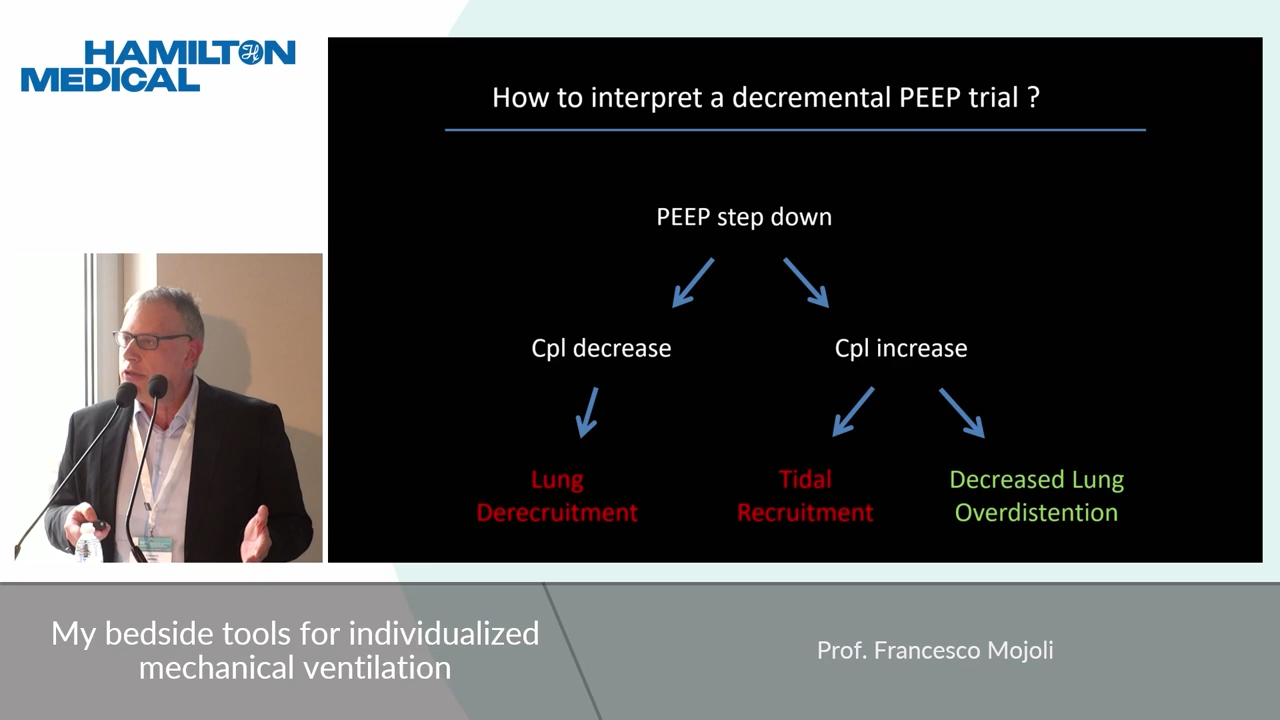 HAMILTON
MEDICAL
How to interpret a decremental PEEP trial ?
PEEP step down
Cpl decrease
Cpl increase
Lung
Derecruitment
Tidal
Recruitment
Decreased Lung
Overdistention
My bedside tools for individualized
mechanical ventilation
Prof. Francesco Mojoli